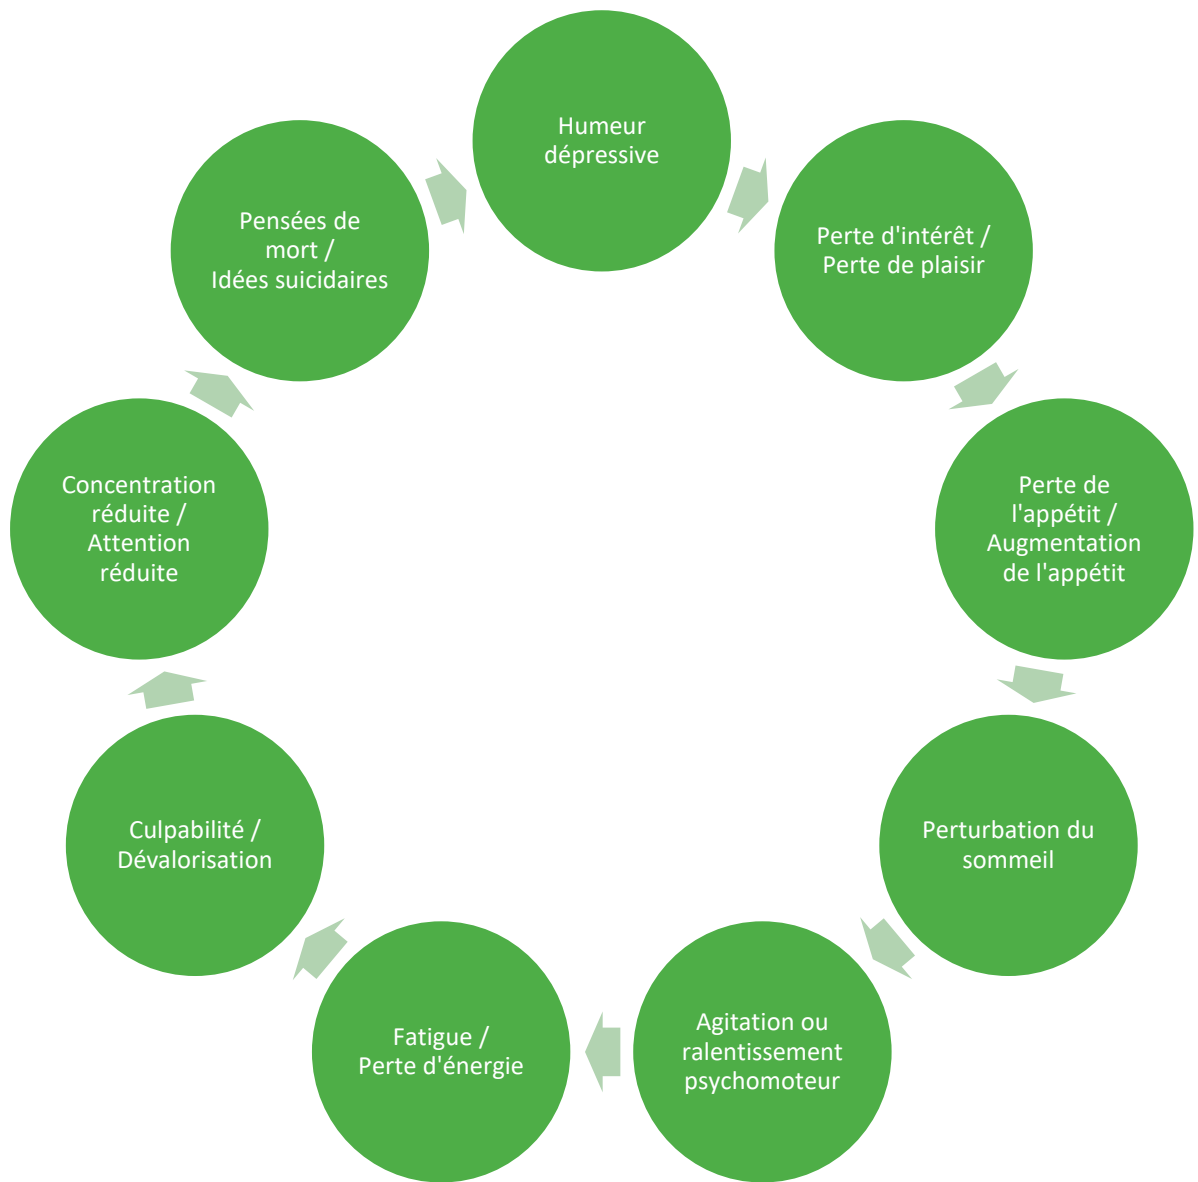 Humeur
dépressive
Perte d'intérêt /
Perte de plaisir
Perte de
l'appétit /
Augmentation
de l'appétit
Perturbation du
sommeil
Agitation ou
ralentissement
psychomoteur
Fatigue /
Perte d'énergie
Culpabilité /
Dévalorisation
Concentration
réduite /
Attention
réduite
Pensées de
mort /
Idées suicidaires